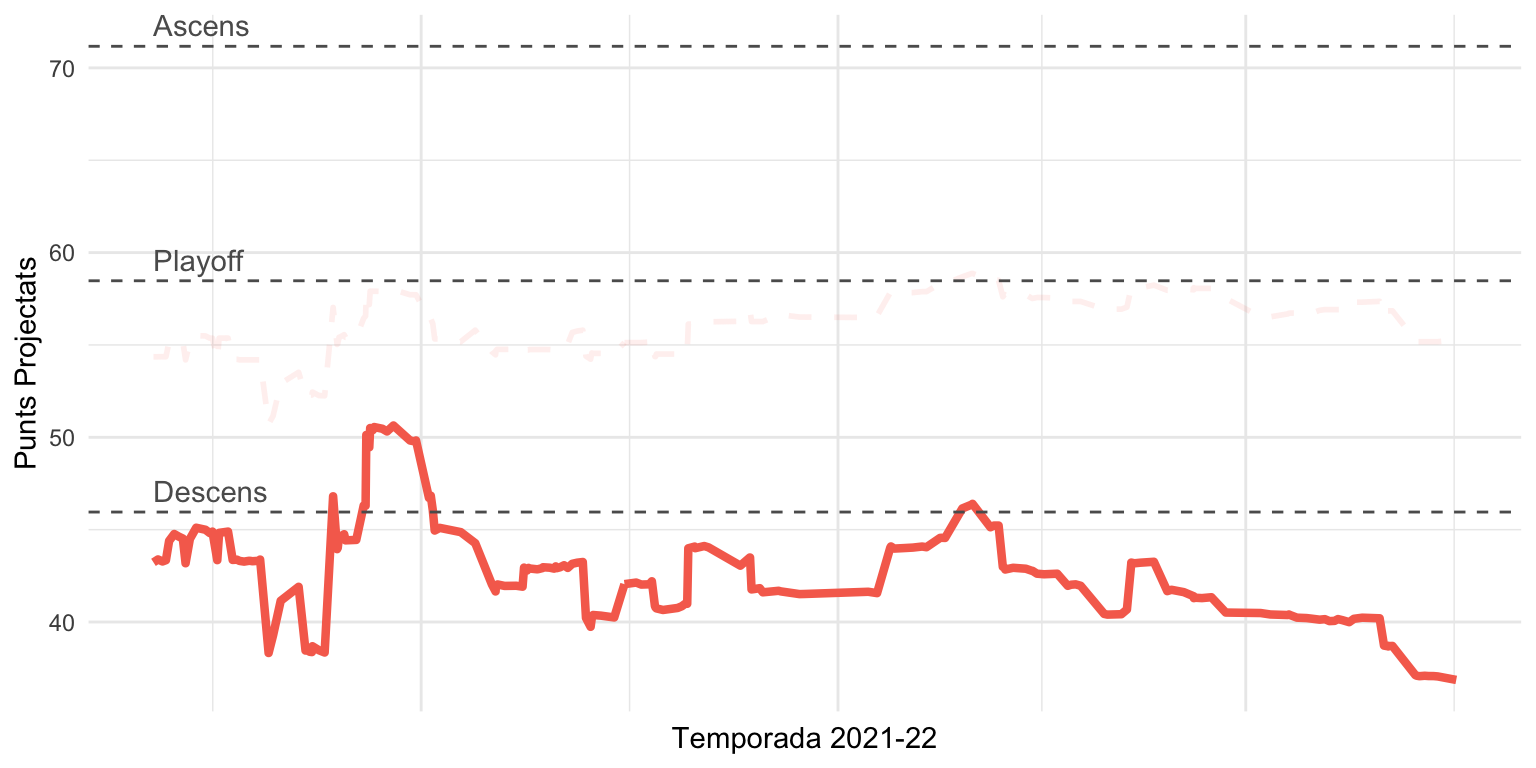 Ascens
70
60
Playoff
Punts Projectats
50
Descens
40
Temporada 2021-22